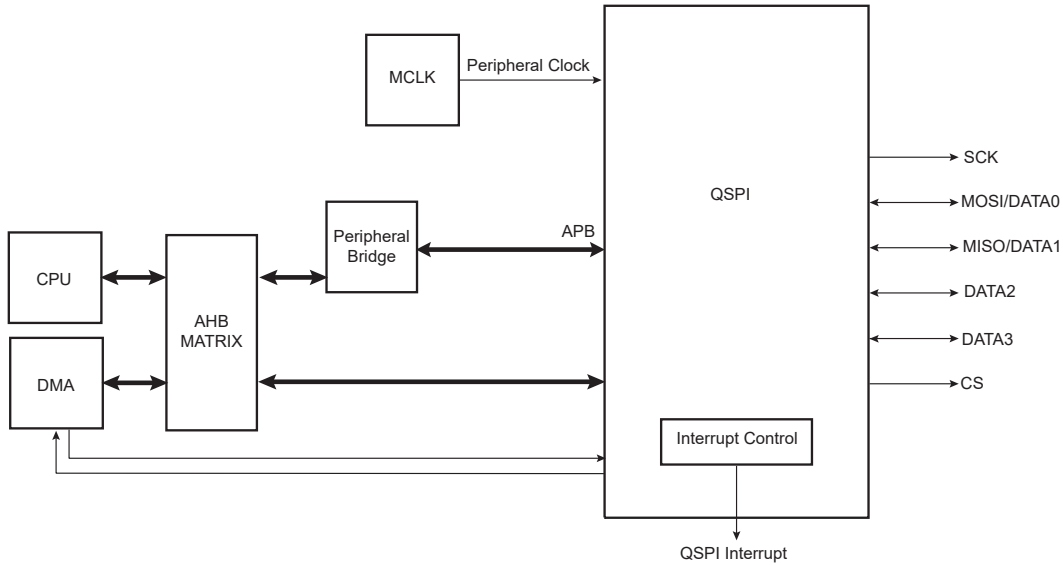 MCLK
Peripheral Clock
QSPI
SCK
MOSI/DATA0
MISO/DATA1
DATA2
DATA3
CS
Peripheral
Bridge
APB
CPU
AHB
MATRIX
DMA
Interrupt Control
QSPI Interrupt